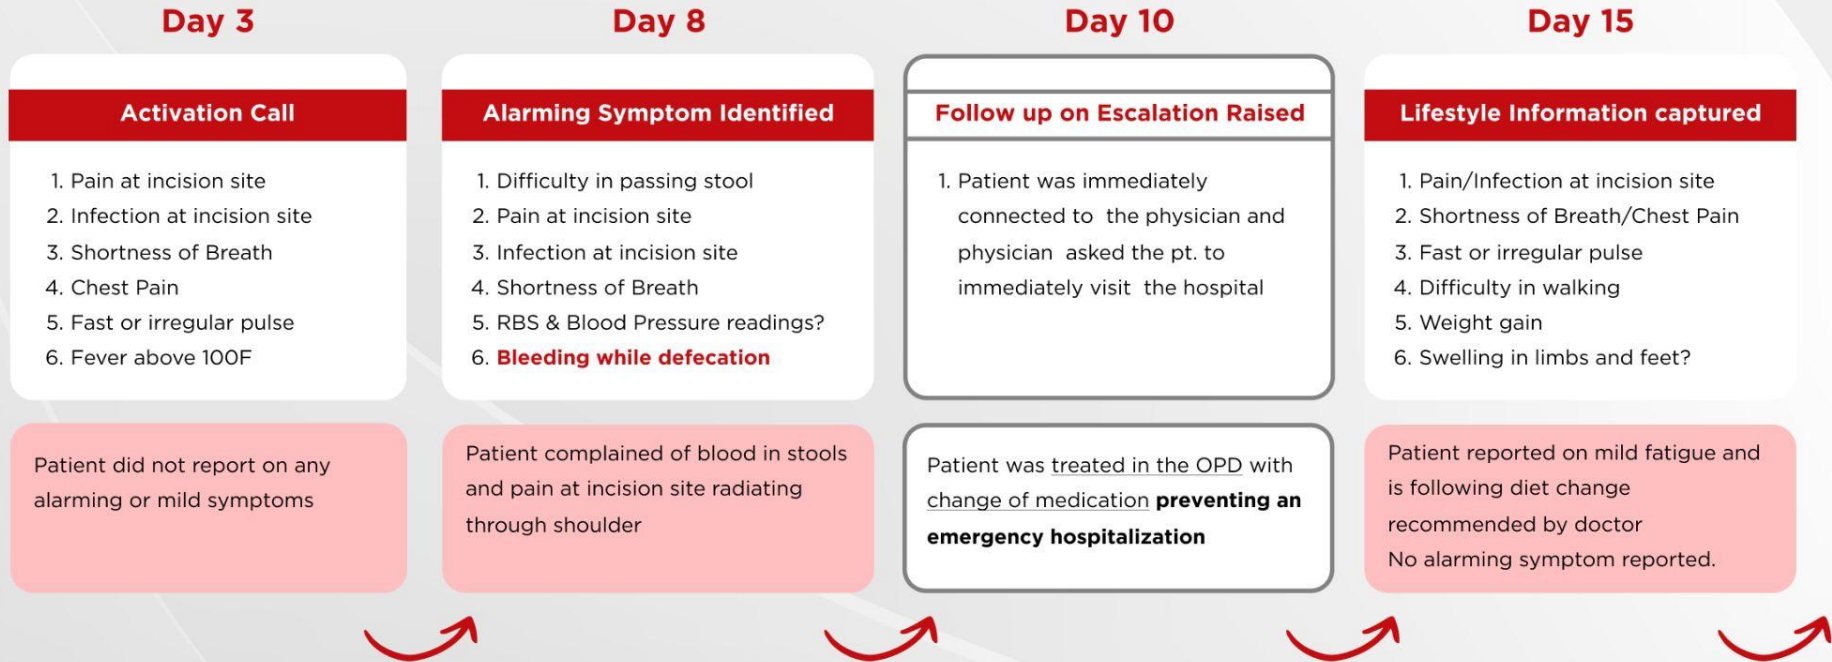 Day 3
Activation Call
1. Pain at incision site
2. Infection at incision site
3. Shortness of Breath
4. Chest Pain
5. Fast or irregular pulse
6. Fever above 100F
Patient did not report on any
alarming or mild symptoms
Day 8
Alarming Symptom Identified
1. Difficulty in passing stool
2. Pain at incision site
3. Infection at incision site
4. Shortness of Breath
5. RBS & Blood Pressure readings?
6. Bleeding while defecation
Patient complained of blood in stools
and pain at incision site radiating
through shoulder
Day 10
Follow up on Escalation Raised
1. Patient was immediately
connected to the physician and
physician asked the pt. to
immediately visit the hospital
Patient was treated in the OPD with
change of medication preventing an
emergency hospitalization
Day 15
Lifestyle Information captured
1. Pain/Infection at incision site
2. Shortness of Breath/Chest Pain
3. Fast or irregular pulse
4. Difficulty in walking
5. Weight gain
6. Swelling in limbs and feet?
Patient reported on mild fatigue and
is following diet change
recommended by doctor
No alarming symptom reported.